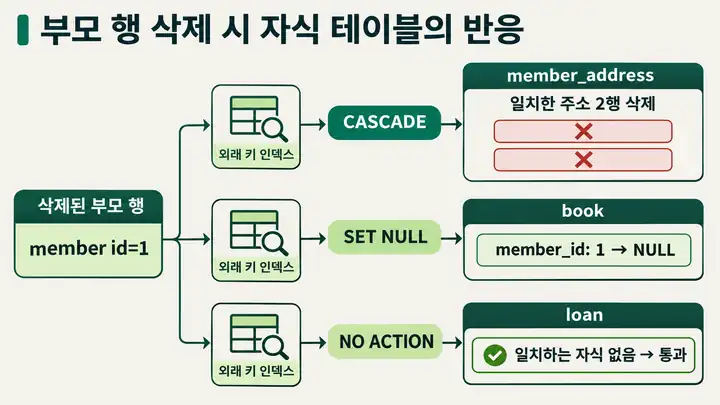 부모 행 삭제 시 자식 테이블의 반응
삭제된 부모 행
member id=1
외래 키 인덱스
CASCADE
member_address
일치한 주소 2행 삭제
외래 키 인덱스
SET NULL
book
member_id: 1 → NULL
외래 키 인덱스
NO ACTION
loan
일치하는 자식 없음 → 통과